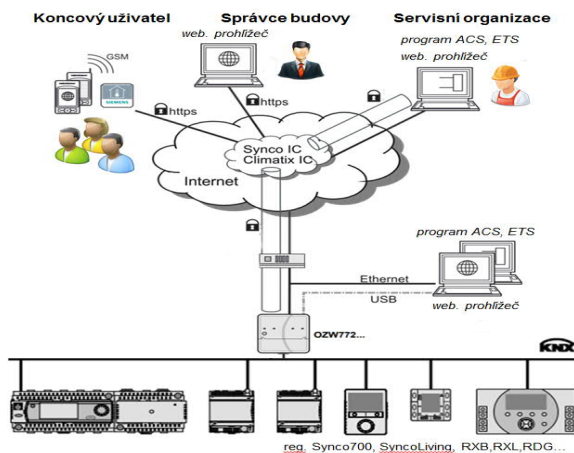 Koncový uživatel
Správce budovy
Servisní organizace
web. prohlížeč
program ACS, ETS
web. prohlížeč
GSM
SIEMENS
https
https
Synco IC
Climatix IC
Internet
program ACS, ETS
Ethernet
USB
web. prohlížeč
OZW772...
KNX
reg. Synco700, SyncoLiving, RXB,RXL,RDG...